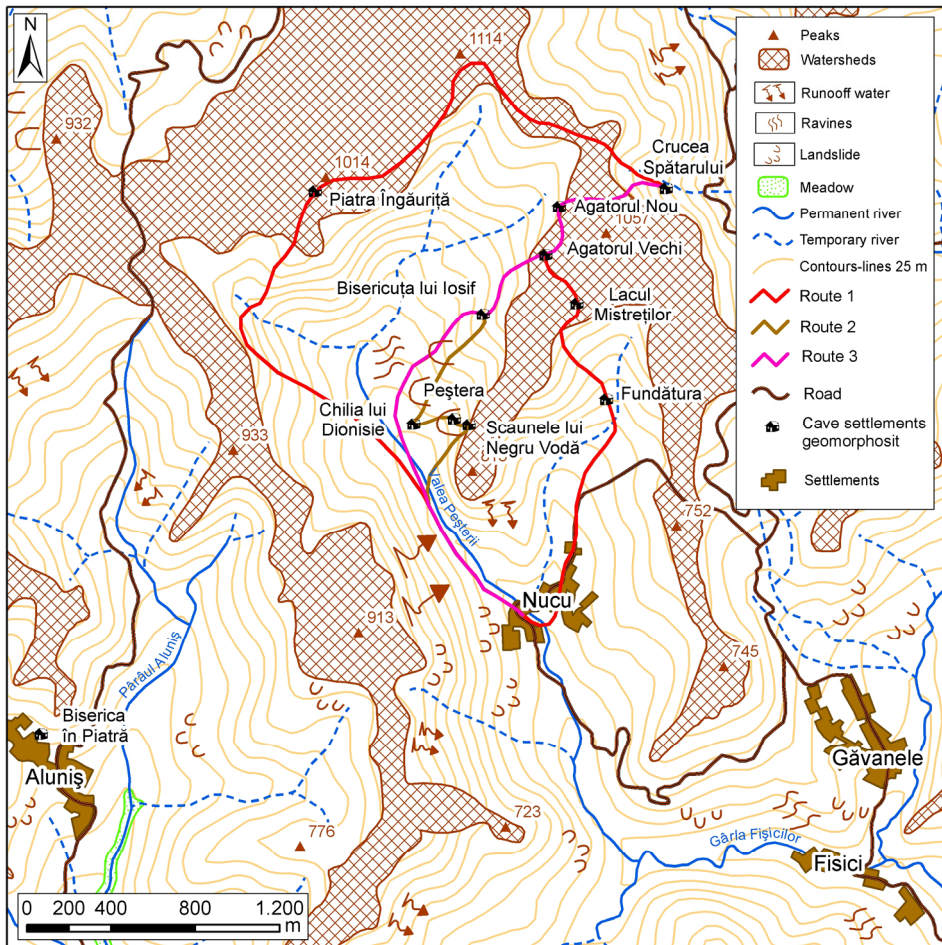 N
1114
932
1014
Piatra Îngăuriță
Crucea
Spătarului
Agatorul Nou
1057
Agatorul Vechi
Bisericuța lui Iosif
Lacul
Mistreților
Peștera
Fundătura
Chilia lui
Dionisie
Scaunele lui
Negru Vodă
933
Valea Peșterii
752
Nucu
913
745
Pârâul Aluniș
Biserica
în Piatră
Aluniș
Găvanele
723
776
Gârla Fișicilor
Fisici
0 200 400 800 1.200
m
Peaks
Watersheds
Runooff water
Ravines
Landslide
Meadow
Permanent river
Temporary river
Contours-lines 25 m
Route 1
Route 2
Route 3
Road
Cave settlements
geomorphosit
Settlements